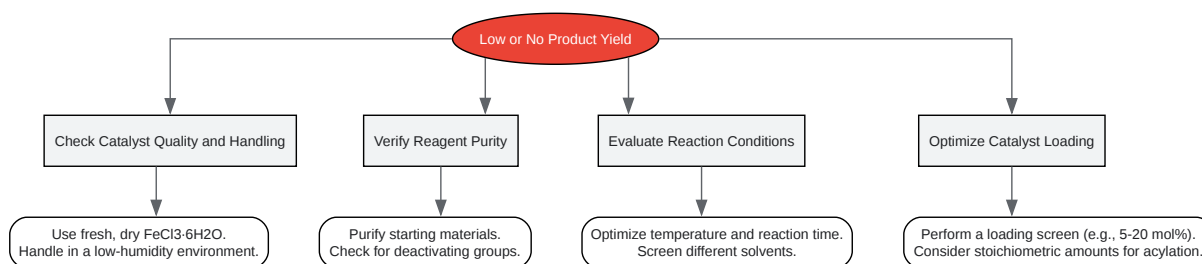 Low or No Product Yield
Check Catalyst Quality and Handling
Verify Reagent Purity
Evaluate Reaction Conditions
Optimize Catalyst Loading
Use fresh, dry FeCl3·6H2O.
Handle in a low-humidity environment.
Purify starting materials.
Check for deactivating groups.
Optimize temperature and reaction time.
Screen different solvents.
Perform a loading screen (e.g., 5-20 mol%).
Consider stoichiometric amounts for acylation.